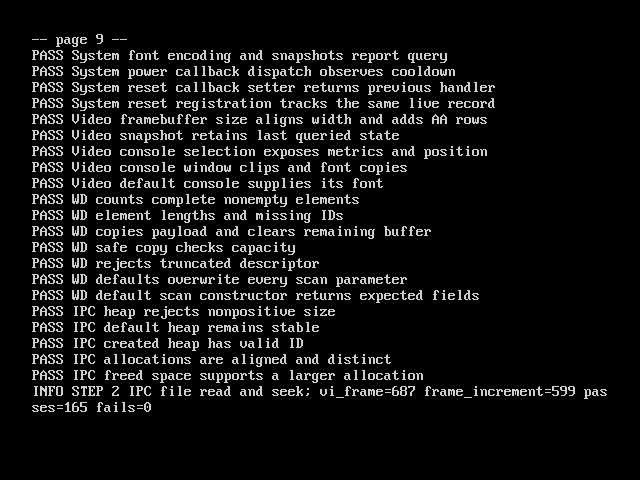 -- page 9 --
PASS System font encoding and snapshots report query
PASS System power callback dispatch observes cooldown
PASS System reset callback setter returns previous handler
PASS System reset registration tracks the same live record
PASS Video framebuffer size aligns width and adds AA rows
PASS Video snapshot retains last queried state
PASS Video console selection exposes metrics and position
PASS Video console window clips and font copies
PASS Video default console supplies its font
PASS WD counts complete nonempty elements
PASS WD element lengths and missing IDs
PASS WD copies payload and clears remaining buffer
PASS WD safe copy checks capacity
PASS WD rejects truncated descriptor
PASS WD defaults overwrite every scan parameter
PASS WD default scan constructor returns expected fields
PASS IPC heap rejects nonpositive size
PASS IPC default heap remains stable
PASS IPC created heap has valid ID
PASS IPC allocations are aligned and distinct
PASS IPC freed space supports a larger allocation
INFO STEP 2 IPC file read and seek; vi_frame=687 frame_increment=599 pas
ses=165 fails=0